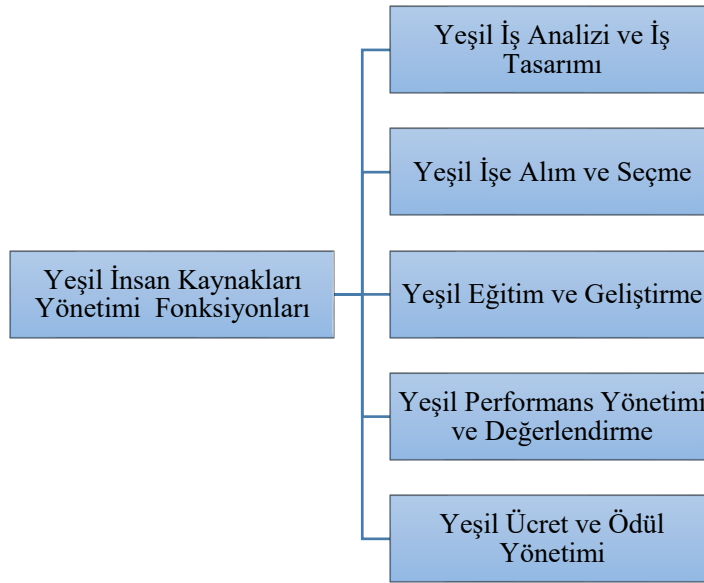 Yeşil İş Analizi ve İş
Tasarımı
Yeşil İşe Alım ve Seçme
Yeşil İnsan Kaynakları
Yönetimi Fonksiyonları
Yeşil Eğitim ve Geliştirme
Yeşil Performans Yönetimi
ve Değerlendirme
Yeşil Ücret ve Ödül
Yönetimi